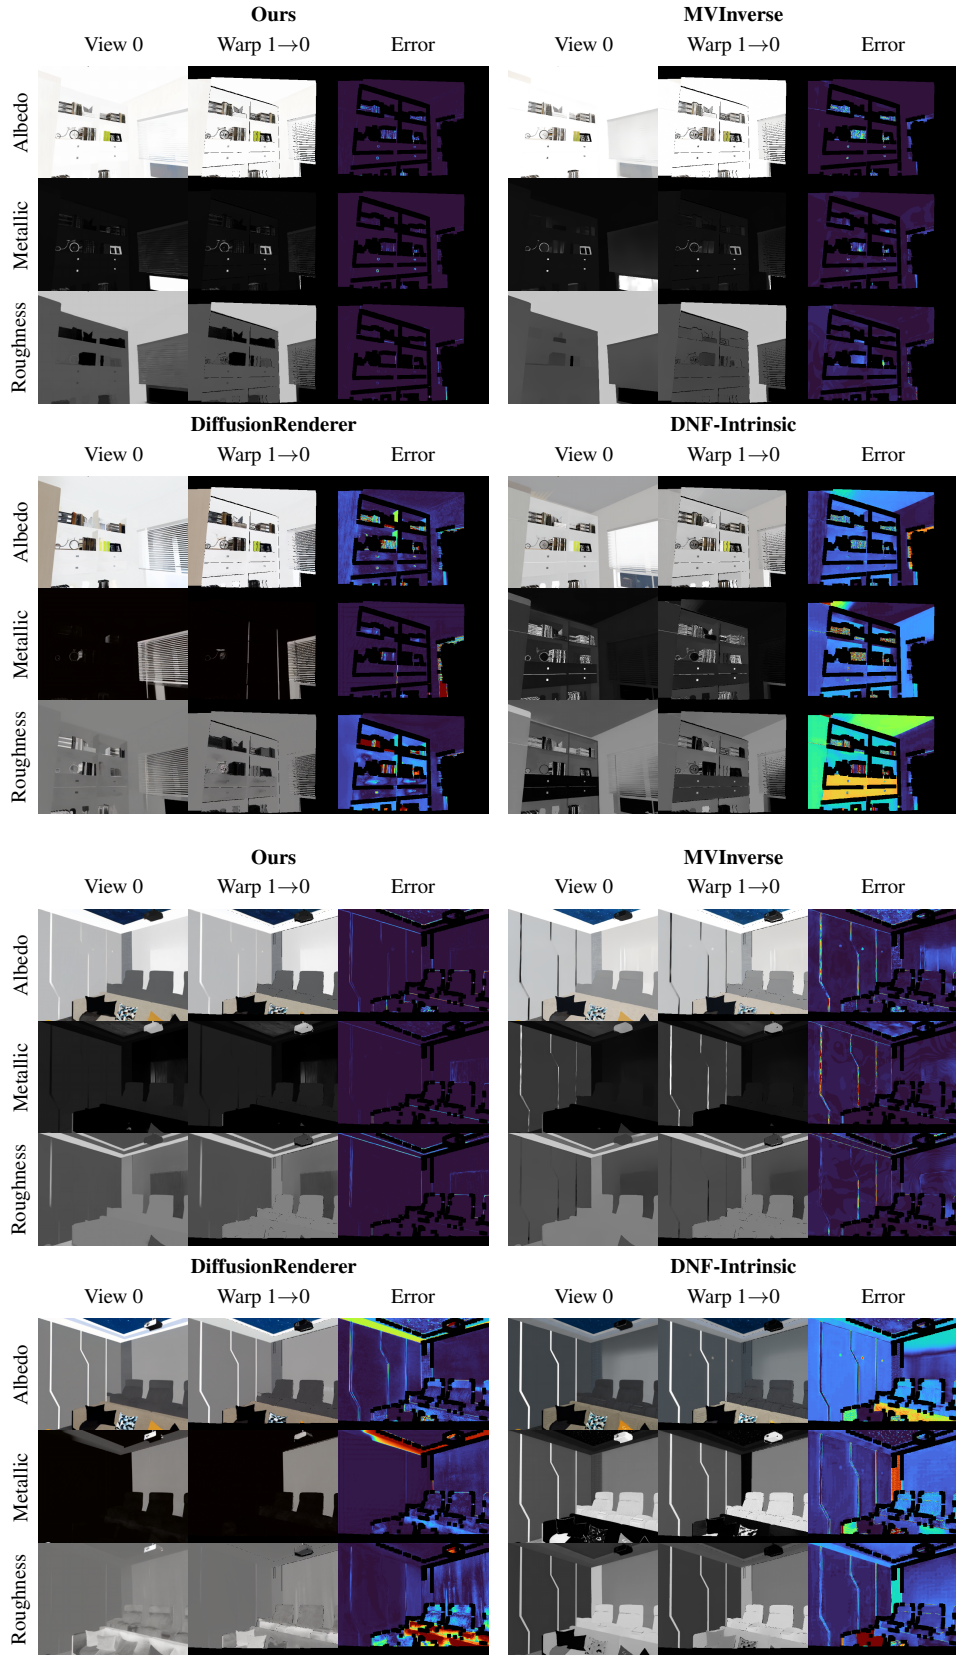 Ours MVInverse
View 0 Warp 1→0 Error View 0 Warp 1→0 Error
Albedo
Metallic
Roughness
DiffusionRenderer DNF-Intrinsic
View 0 Warp 1→0 Error View 0 Warp 1→0 Error
Albedo
Metallic
Roughness
Ours MVInverse
View 0 Warp 1→0 Error View 0 Warp 1→0 Error
Albedo
Metallic
Roughness
DiffusionRenderer DNF-Intrinsic
View 0 Warp 1→0 Error View 0 Warp 1→0 Error
Albedo
Metallic
Roughness